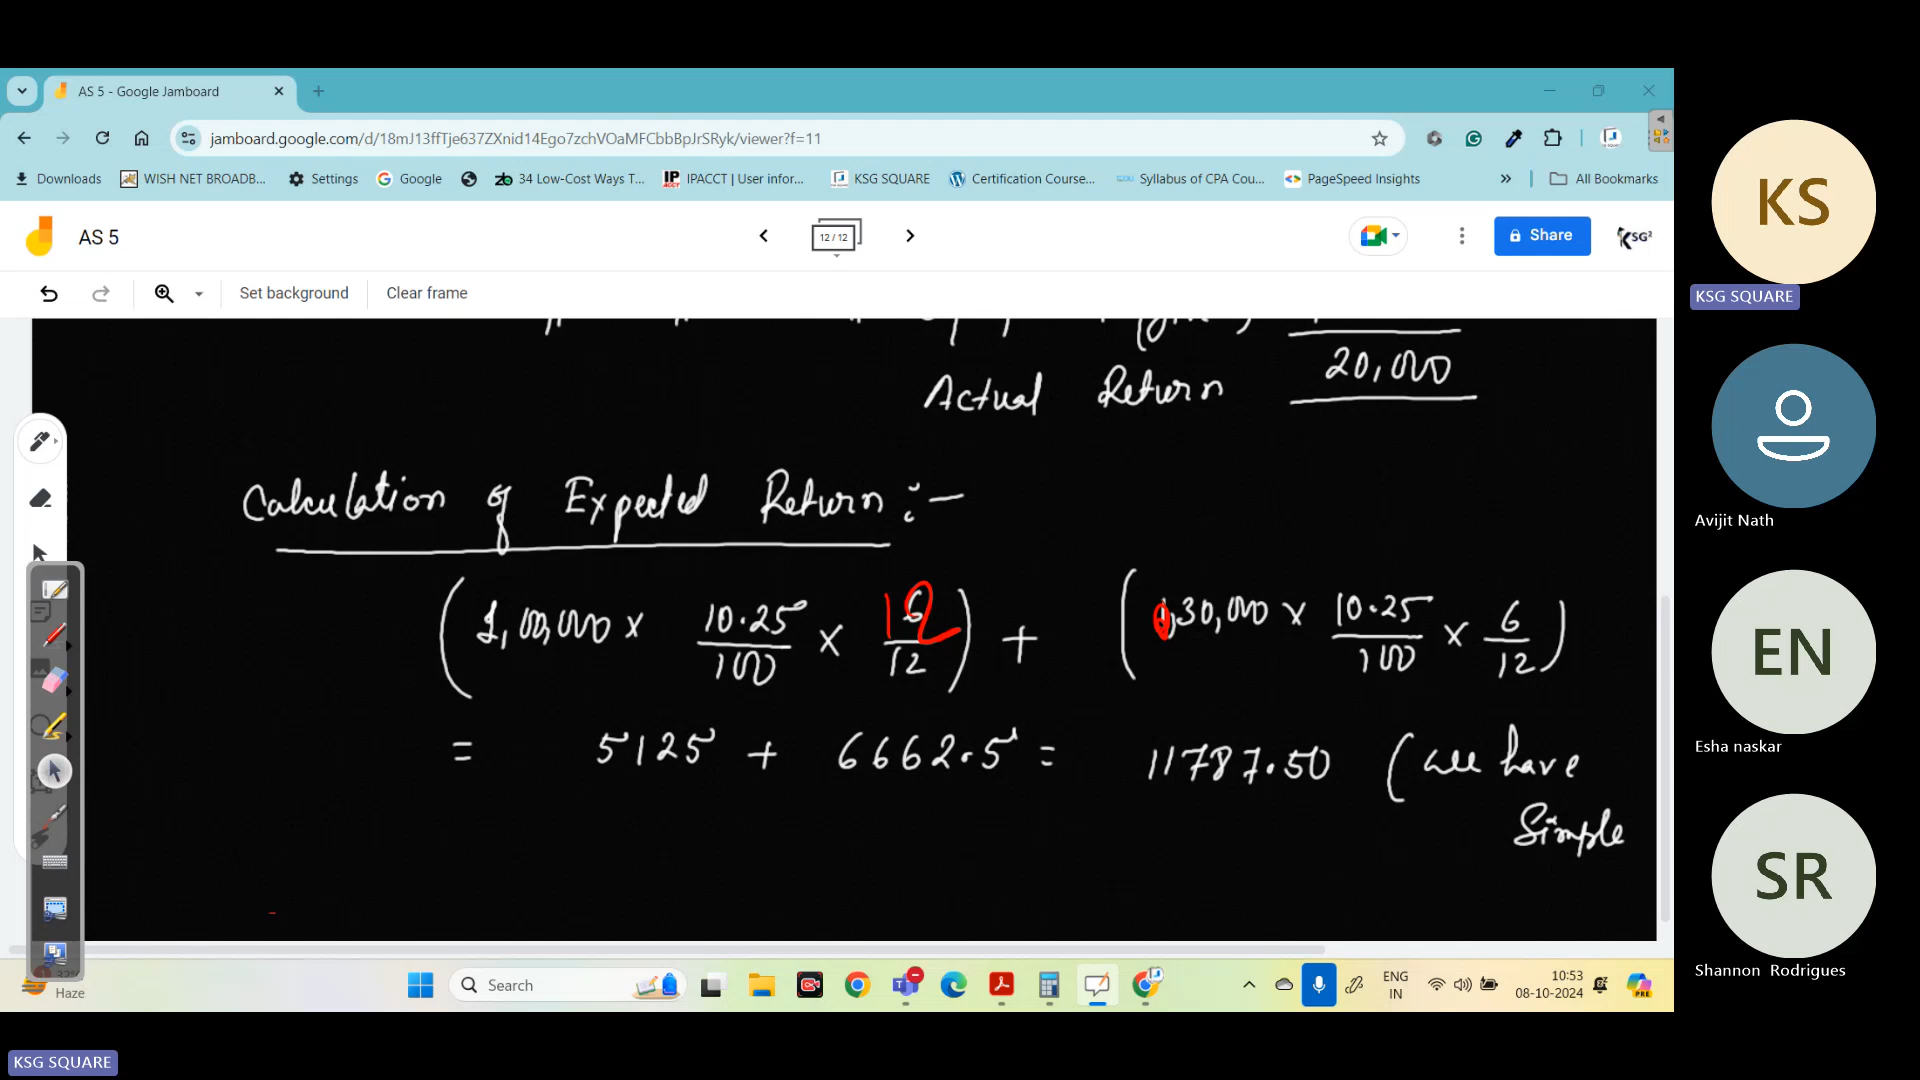 AS 5 - Google Jamboard
jamboard.google.com/d/18mJ13ffTje637ZXnid14Ego7zchVOaMFCbbBpJrSRyk/viewer?f=11
Downloads WISH NET BROADB... Settings Google 34 Low-Cost Ways T... IPACCT | User infor... KSG SQUARE Certification Course... Syllabus of CPA Cou... PageSpeed Insights » All Bookmarks
AS 5 12 / 12 Share KSG²
Set background Clear frame
20,000
Actual Return
Calculation of Expected Return :-
(1,00,000 x 10.25/100 x 6/12) + (1,30,000 x 10.25/100 x 6/12)
12
= 5125 + 6662.5 = 11787.50 (we have
Simple
Haze
Search
ENG
IN
10:53
08-10-2024
PRE
KS
KSG SQUARE
Avijit Nath
EN
Esha naskar
SR
Shannon Rodrigues
KSG SQUARE